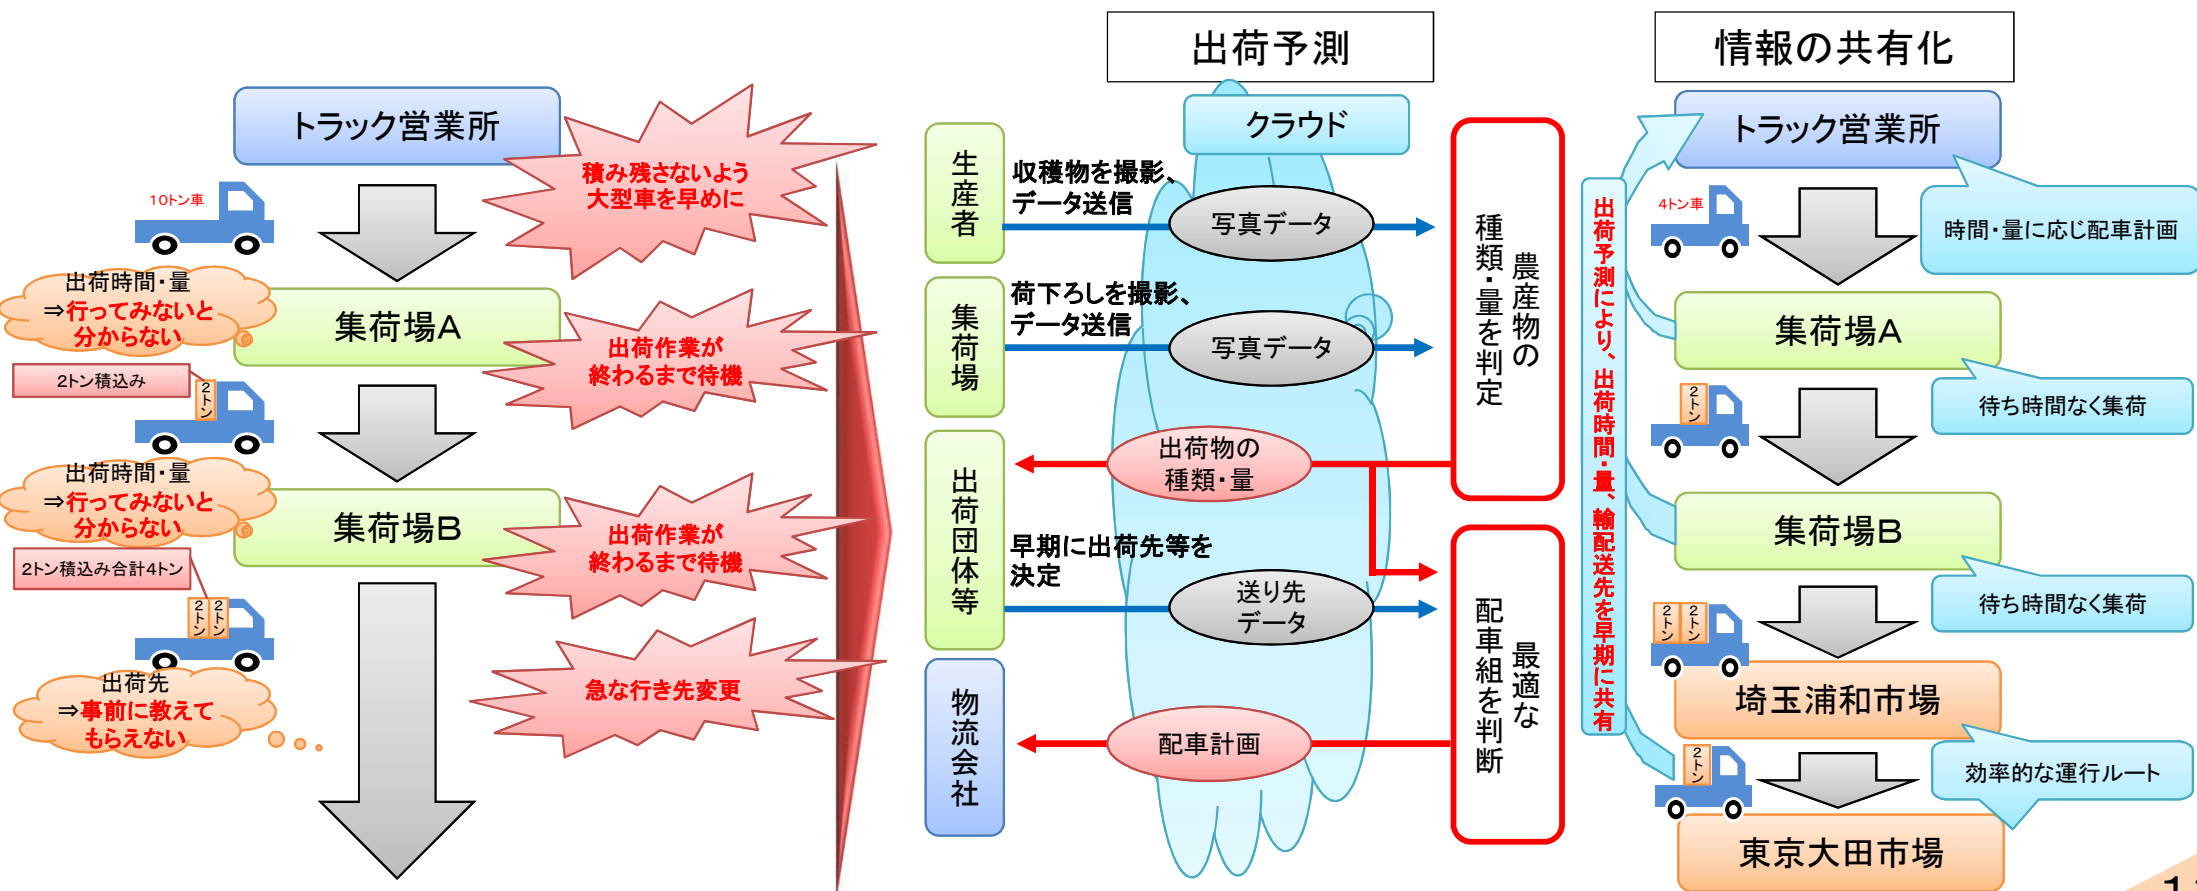 トラック営業所
積み残さないよう
大型車を早めに
10トン車
出荷時間・量
⇒行ってみないと
分からない
集荷場A
出荷作業が
終わるまで待機
2トン積込み
2トン
出荷時間・量
⇒行ってみないと
分からない
集荷場B
出荷作業が
終わるまで待機
2トン積込み合計4トン
2トン
2トン
出荷先
⇒事前に教えて
もらえない
急な行き先変更
出荷予測
クラウド
生産者
収穫物を撮影、
データ送信
写真データ
集荷場
荷下ろしを撮影、
データ送信
写真データ
農産物の
種類・量を判定
出荷団体等
出荷物の
種類・量
早期に出荷先等を
決定
送り先
データ
物流会社
配車計画
最適な
配車組を判断
情報の共有化
トラック営業所
出荷予測により、出荷時間・量、輸配送先を早期に共有
4トン車
時間・量に応じ配車計画
集荷場A
2トン
待ち時間なく集荷
集荷場B
2トン
2トン
待ち時間なく集荷
埼玉浦和市場
2トン
効率的な運行ルート
東京大田市場